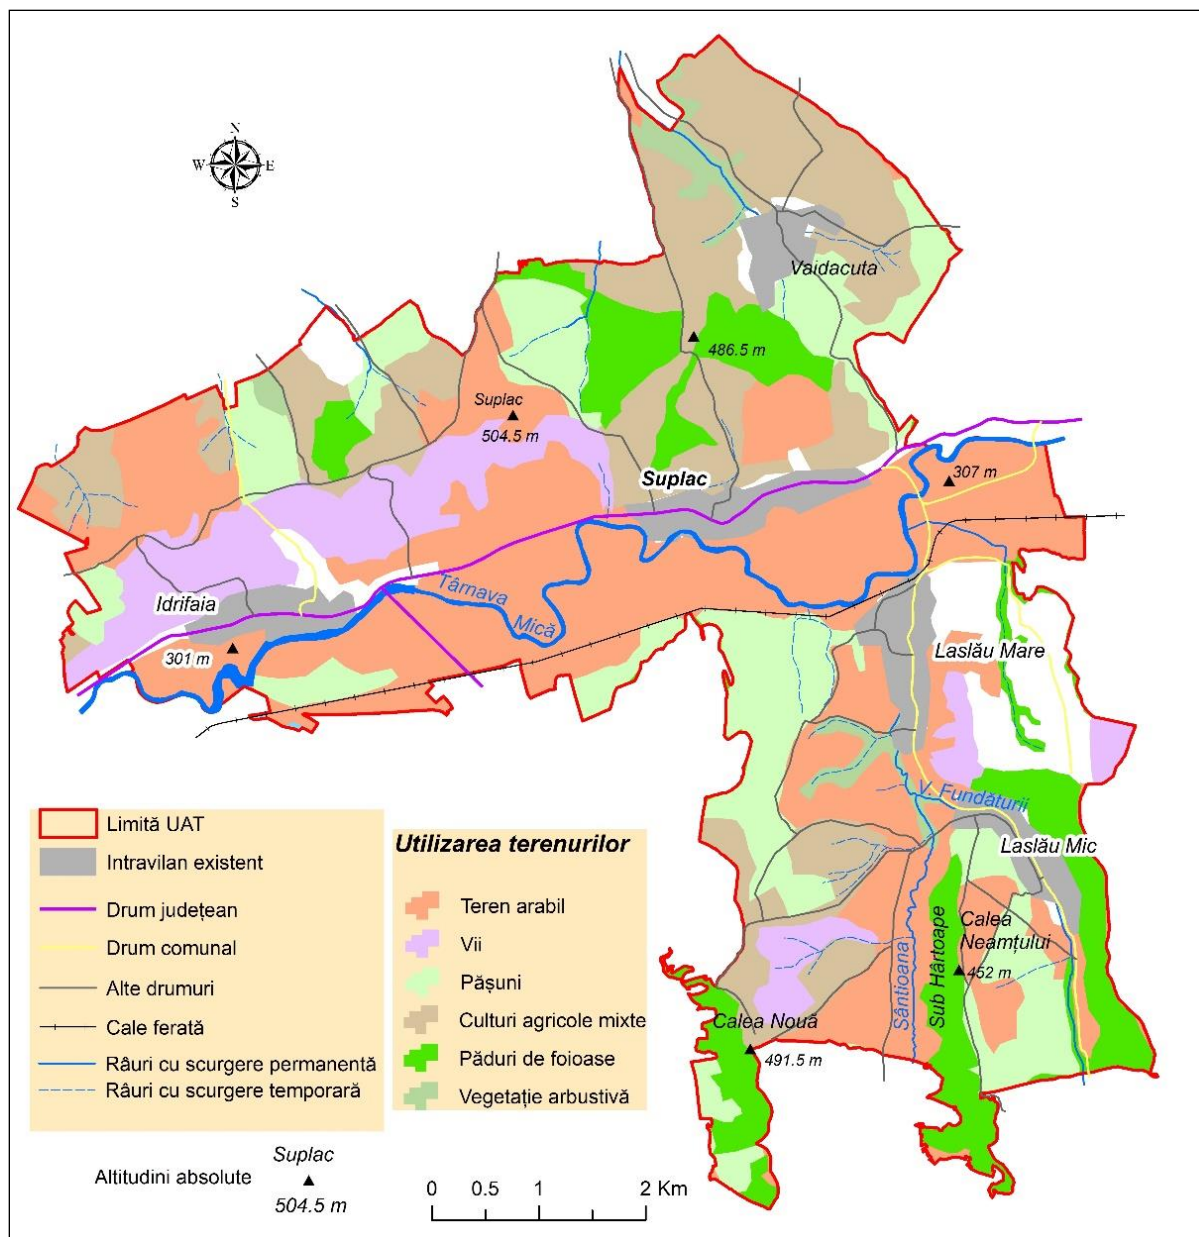 N
W E
S
Vaidacuta
486.5 m
Suplac
504.5 m
Suplac
307 m
Târnava
Mică
Idrifaia
301 m
Laslău Mare
V. Fundăturii
Laslău Mic
Calea
Neamțului
Sub Hârtoape
452 m
Sântioana
Calea Nouă
491.5 m
Limită UAT
Intravilan existent
Drum județean
Drum comunal
Alte drumuri
Cale ferată
Râuri cu scurgere permanentă
Râuri cu scurgere temporară
Utilizarea terenurilor
Teren arabil
Vii
Pășuni
Culturi agricole mixte
Păduri de foioase
Vegetație arbustivă
Altitudini absolute
Suplac
504.5 m
0 0.5 1 2 Km